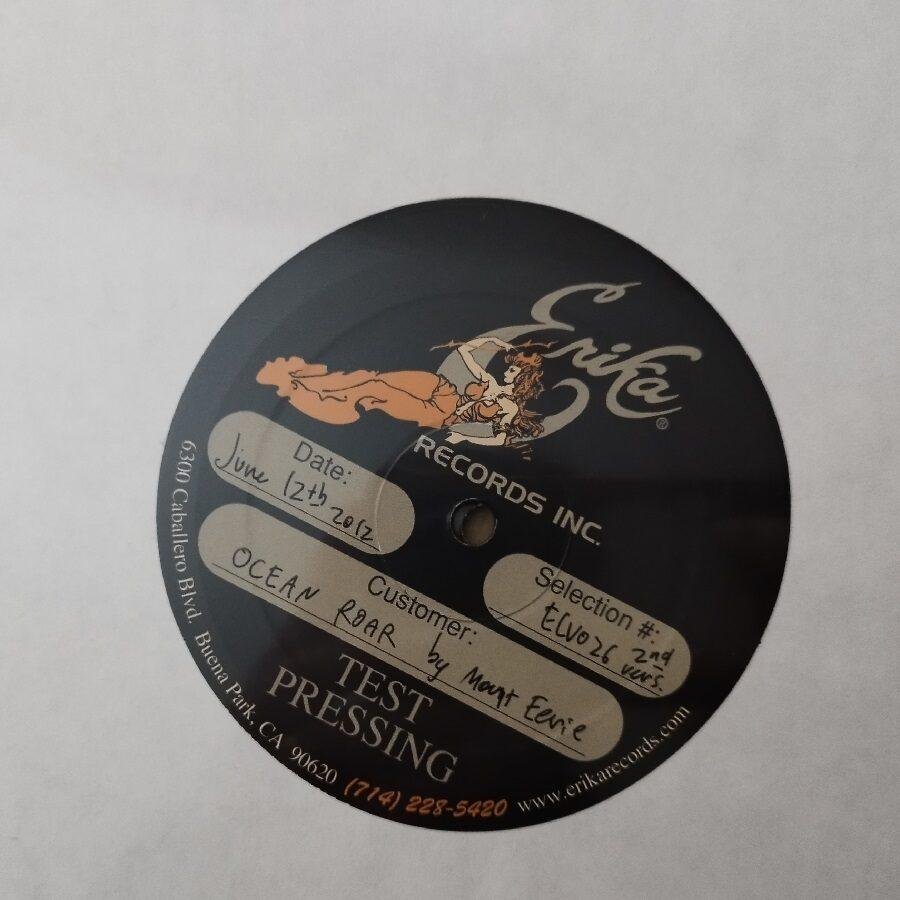 Erika®
RECORDS INC.
Date:
June 12th 2012
Selection #:
ELV026 2nd vers.
Customer:
OCEAN ROAR by Mount Eerie
TEST
PRESSING
6300 Caballero Blvd. Buena Park, CA 90620 (714) 228-5420 www.erikarecords.com